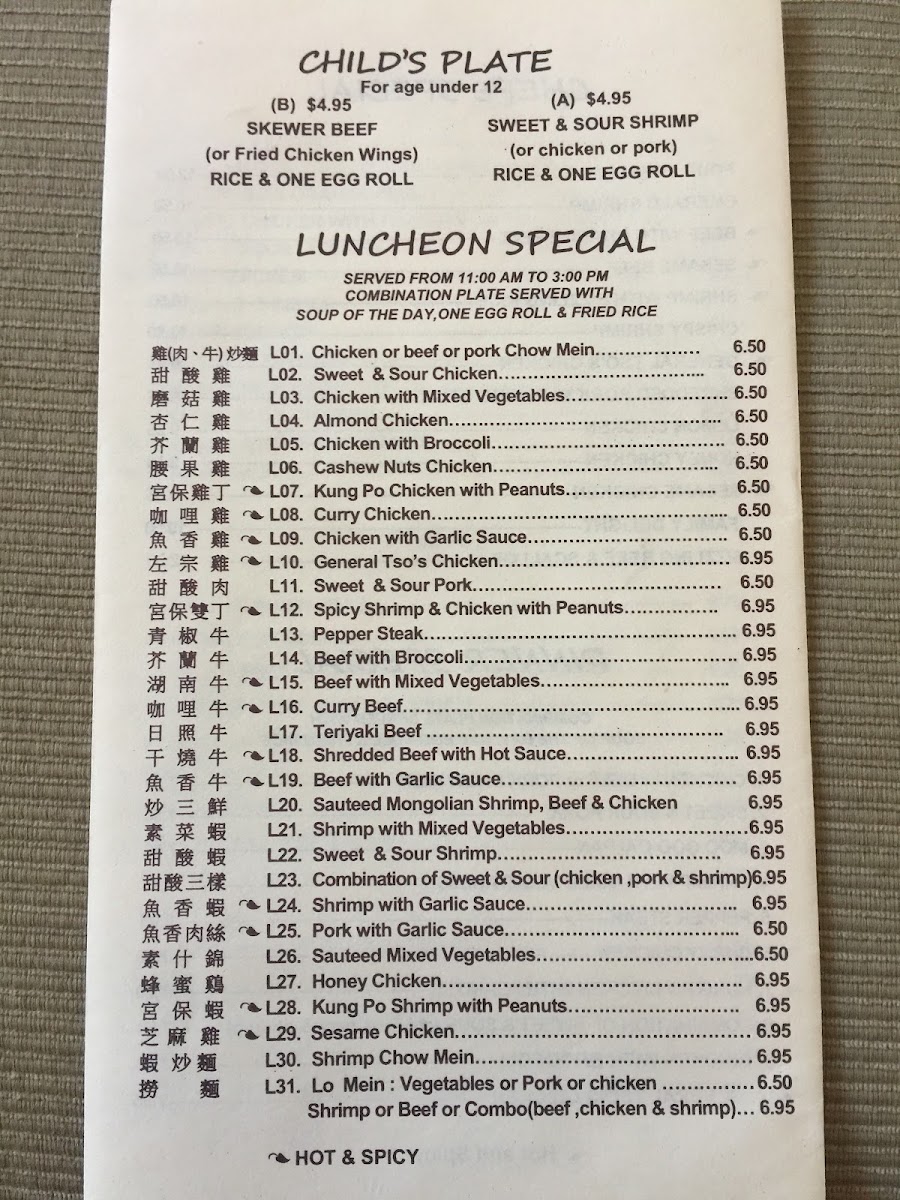 CHILD'S PLATE
For age under 12
(B) $4.95
SKEWER BEEF
(or Fried Chicken Wings)
RICE & ONE EGG ROLL
(A) $4.95
SWEET & SOUR SHRIMP
(or chicken or pork)
RICE & ONE EGG ROLL
LUNCHEON SPECIAL
SERVED FROM 11:00 AM TO 3:00 PM
COMBINATION PLATE SERVED WITH
SOUP OF THE DAY,ONE EGG ROLL & FRIED RICE
雞(肉、牛)炒麵 L01. Chicken or beef or pork Chow Mein.................. 6.50
甜酸雞 L02. Sweet & Sour Chicken.................................... 6.50
磨菇雞 L03. Chicken with Mixed Vegetables............................ 6.50
杏仁雞 L04. Almond Chicken............................................. 6.50
芥蘭雞 L05. Chicken with Broccoli........................................ 6.50
腰果雞 L06. Cashew Nuts Chicken...................................... 6.50
宮保雞丁 L07. Kung Po Chicken with Peanuts.......................... 6.50
咖哩雞 L08. Curry Chicken................................................ 6.50
魚香雞 L09. Chicken with Garlic Sauce.................................. 6.50
左宗雞 L10. General Tso's Chicken....................................... 6.95
甜酸肉 L11. Sweet & Sour Pork.......................................... 6.50
宮保雙丁 L12. Spicy Shrimp & Chicken with Peanuts................ 6.95
青椒牛 L13. Pepper Steak..................................................... 6.95
芥蘭牛 L14. Beef with Broccoli.............................................. 6.95
湖南牛 L15. Beef with Mixed Vegetables................................ 6.95
咖哩牛 L16. Curry Beef........................................................ 6.95
日照牛 L17. Teriyaki Beef .................................................. 6.95
干燒牛 L18. Shredded Beef with Hot Sauce............................ 6.95
魚香牛 L19. Beef with Garlic Sauce....................................... 6.95
炒三鮮 L20. Sauteed Mongolian Shrimp, Beef & Chicken 6.95
素菜蝦 L21. Shrimp with Mixed Vegetables...............................6.95
甜酸蝦 L22. Sweet & Sour Shrimp...................................... 6.95
甜酸三樣 L23. Combination of Sweet & Sour (chicken ,pork & shrimp)6.95
魚香蝦 L24. Shrimp with Garlic Sauce.................................... 6.95
魚香肉絲 L25. Pork with Garlic Sauce....................................... 6.50
素什錦 L26. Sauteed Mixed Vegetables.....................................6.50
蜂蜜鷄 L27. Honey Chicken.................................................. 6.95
宮保蝦 L28. Kung Po Shrimp with Peanuts............................. 6.95
芝麻雞 L29. Sesame Chicken................................................. 6.95
蝦炒麵 L30. Shrimp Chow Mein.............................................. 6.95
撈麵 L31. Lo Mein : Vegetables or Pork or chicken ............... 6.50
Shrimp or Beef or Combo(beef ,chicken & shrimp)... 6.95
HOT & SPICY